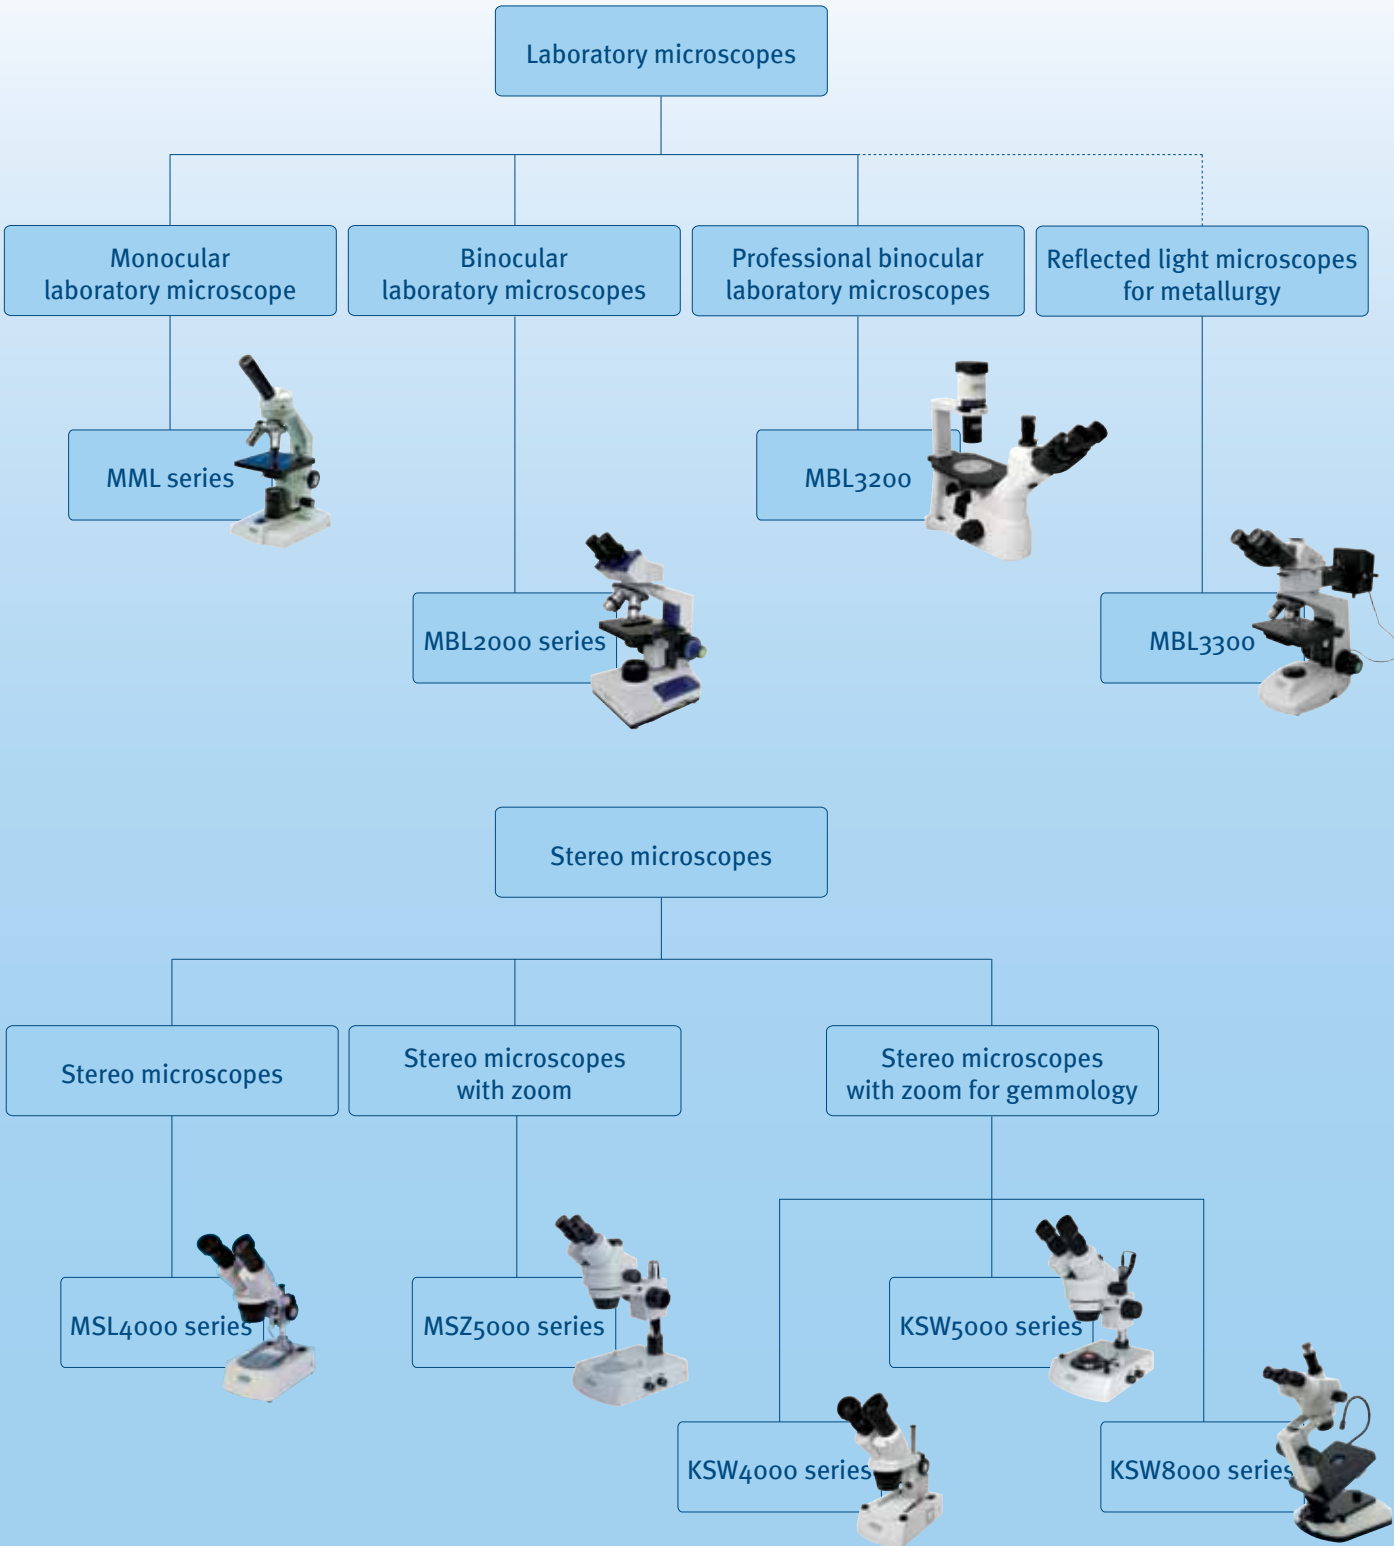 Laboratory microscopes
Monocular
laboratory microscope
Binocular
laboratory microscopes
Professional binocular
laboratory microscopes
Reflected light microscopes
for metallurgy
MML series
MBL3200
MBL2000 series
MBL3300
Stereo microscopes
Stereo microscopes
Stereo microscopes
with zoom
Stereo microscopes
with zoom for gemmology
MSL4000 series
MSZ5000 series
KSW5000 series
KSW4000 series
KSW8000 series